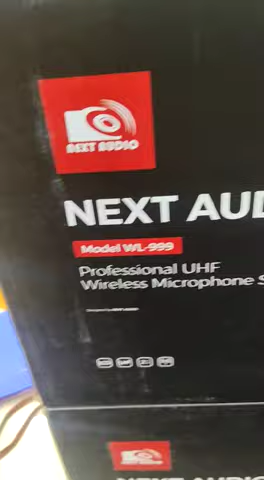 NEXT AUDIO
NEXT AUD
Model WL-999
Professional UHF
Wireless Microphone S
NEXT AUDIO